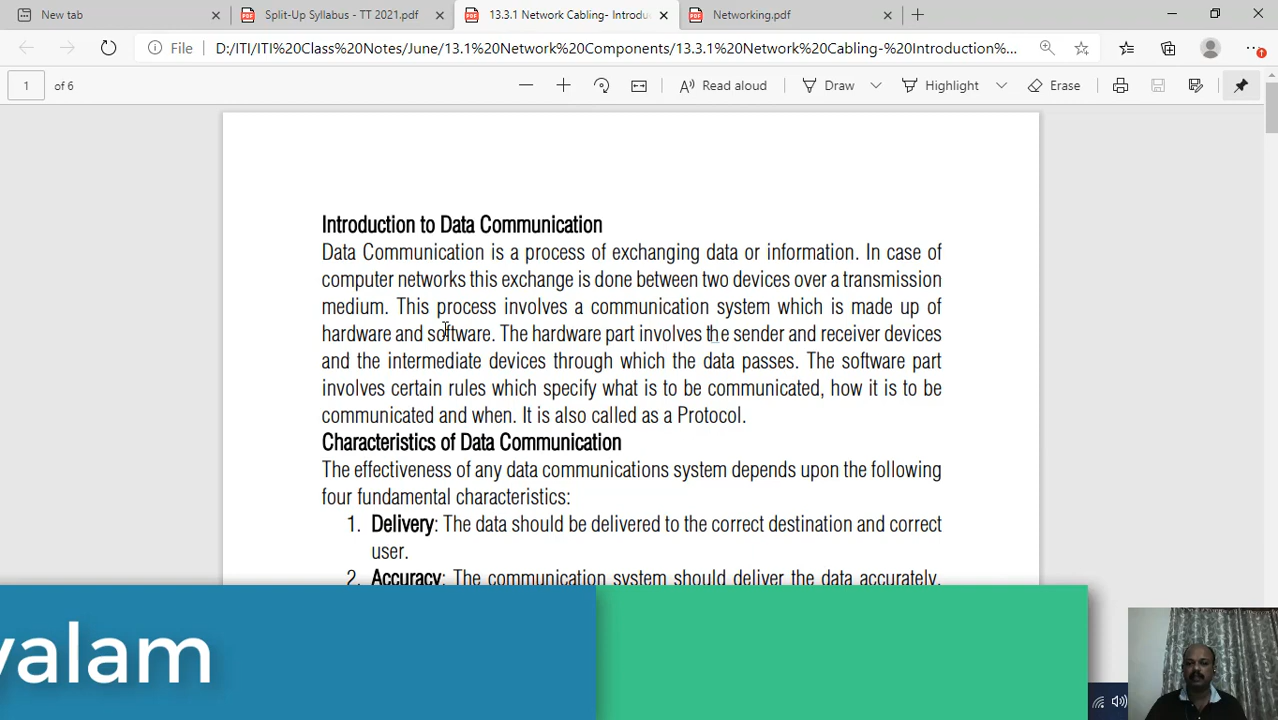 New tab
Split-Up Syllabus - TT 2021.pdf
13.3.1 Network Cabling- Introdu
Networking.pdf
File
D:/ITI/ITI%20Class%20Notes/June/13.1%20Network%20Components/13.3.1%20Network%20Cabling-%20Introduction%...
1 of 6
Read aloud
Draw
Highlight
Erase
Introduction to Data Communication
Data Communication is a process of exchanging data or information. In case of
computer networks this exchange is done between two devices over a transmission
medium. This process involves a communication system which is made up of
hardware and software. The hardware part involves the sender and receiver devices
and the intermediate devices through which the data passes. The software part
involves certain rules which specify what is to be communicated, how it is to be
communicated and when. It is also called as a Protocol.
Characteristics of Data Communication
The effectiveness of any data communications system depends upon the following
four fundamental characteristics:
1. Delivery: The data should be delivered to the correct destination and correct
user.
2. Accuracy: The communication system should deliver the data accurately,
yalam